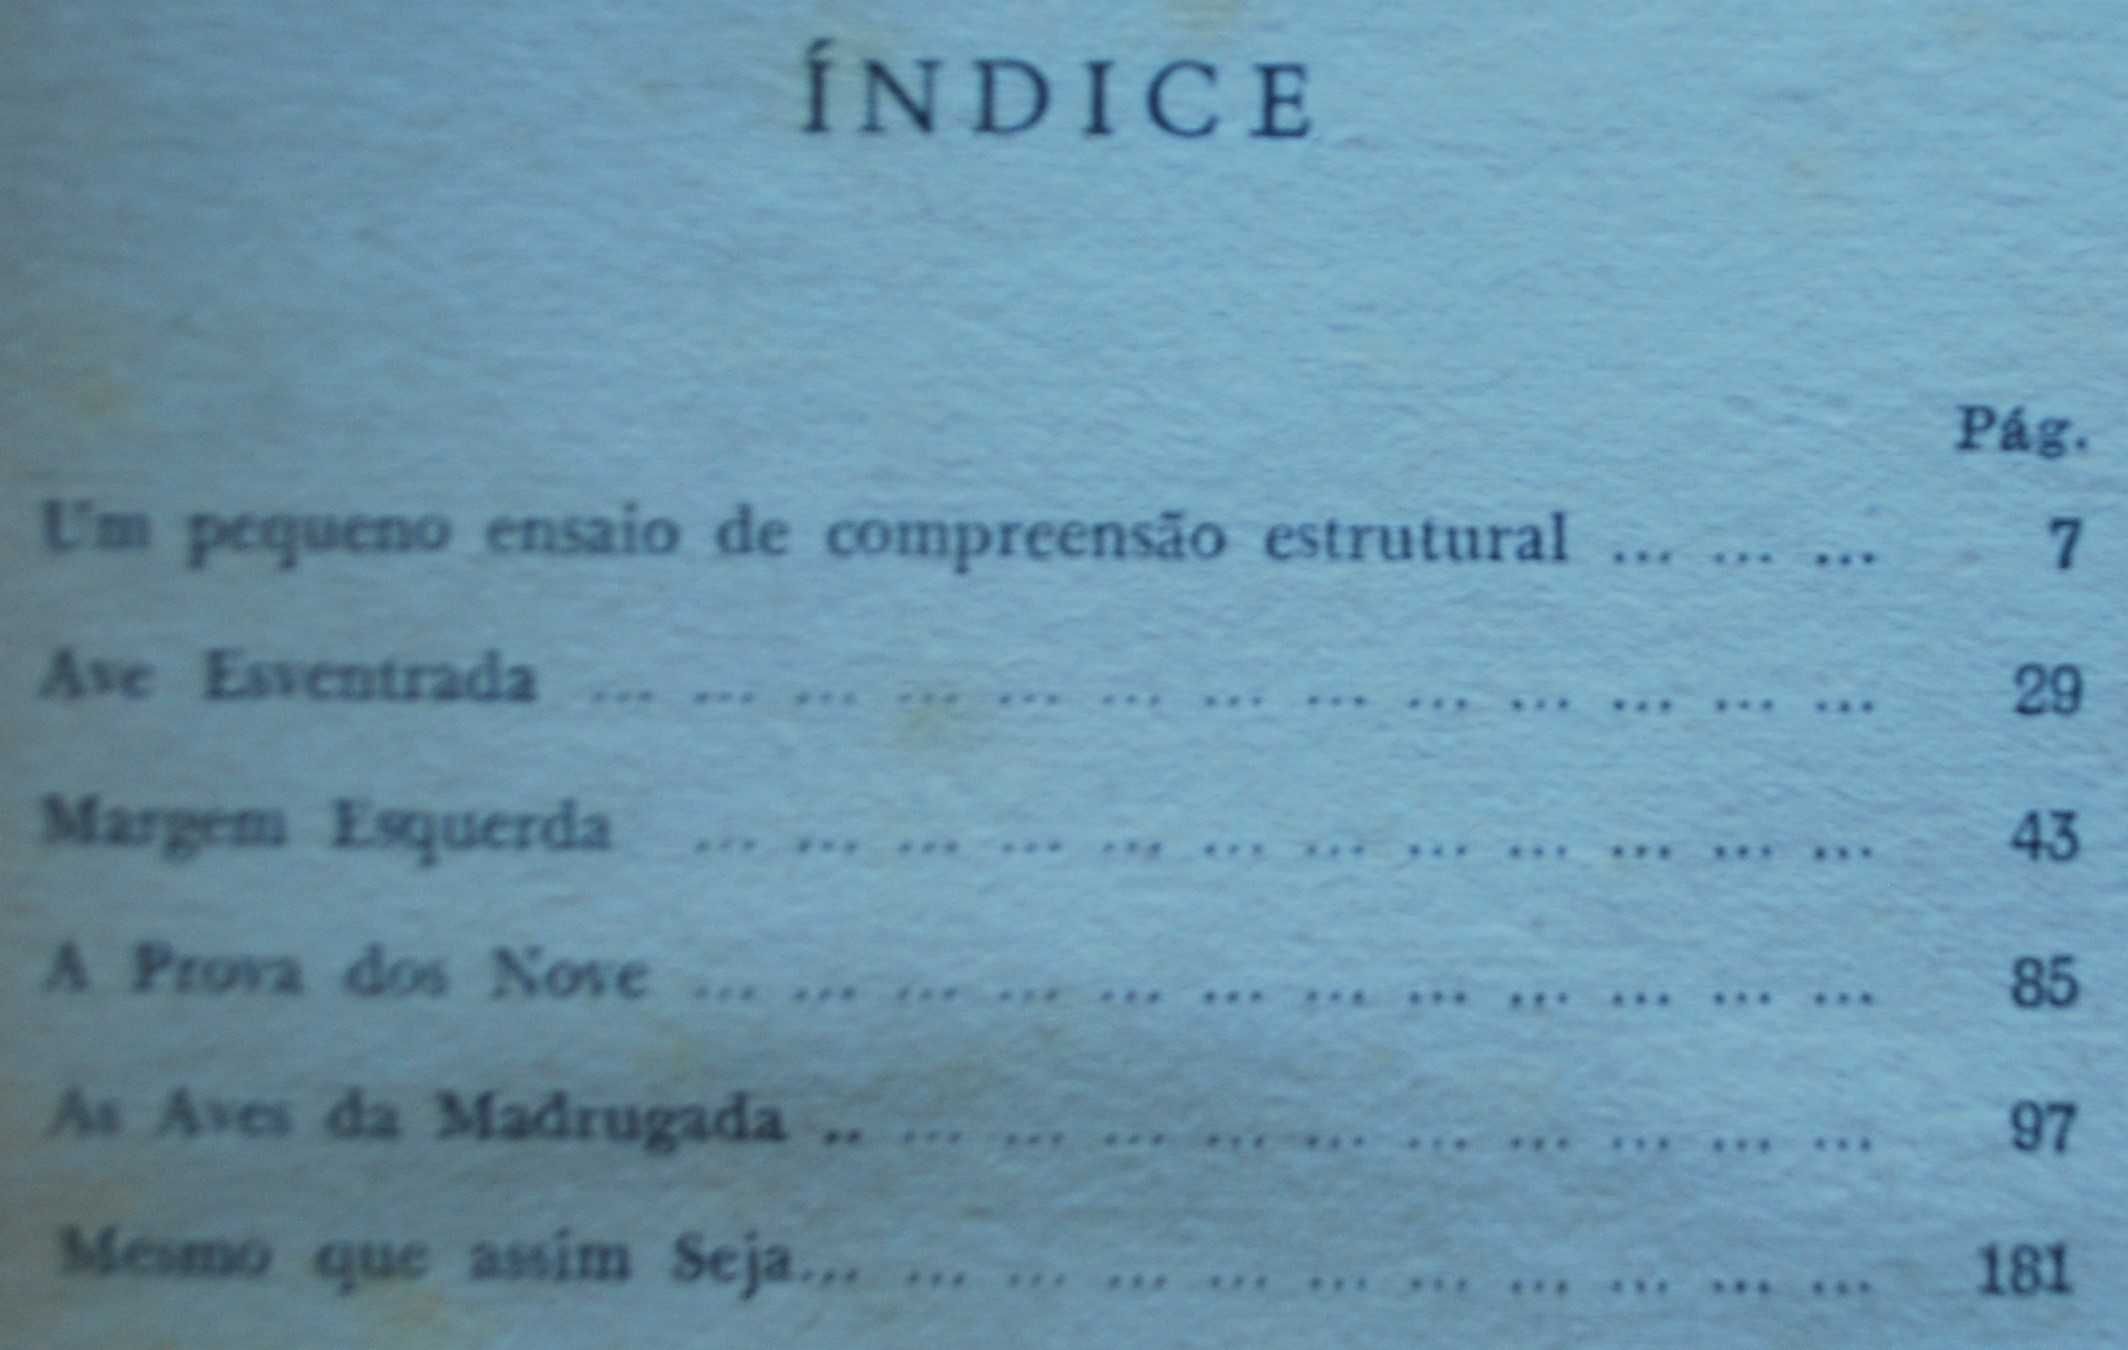 ÍNDICE
Pág.
Um pequeno ensaio de compreensão estrutural ... ... ... 7
Ave Esventrada ... ... ... ... ... ... ... ... ... ... ... ... ... 29
Margem Esquerda ... ... ... ... ... ... ... ... ... ... ... ... 43
A Prova dos Nove ... ... ... ... ... ... ... ... ... ... ... ... 85
As Aves da Madrugada .. ... ... ... ... ... ... ... ... ... ... 97
Mesmo que assim Seja... ... ... ... ... ... ... ... ... ... ... 181